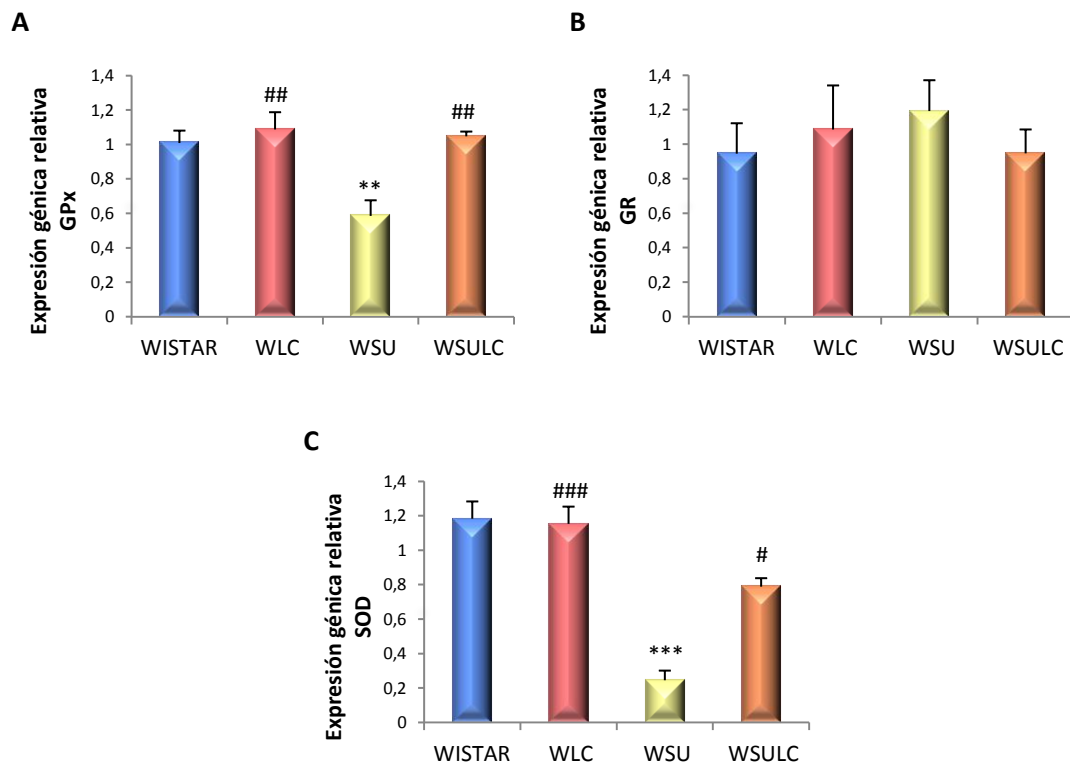 A
Expresión génica relativa
GPx
1,4
1,2
1
0,8
0,6
0,4
0,2
0
##
**
##
WISTAR WLC WSU WSULC
B
Expresión génica relativa
GR
1,4
1,2
1
0,8
0,6
0,4
0,2
0
WISTAR WLC WSU WSULC
C
Expresión génica relativa
SOD
1,4
1,2
1
0,8
0,6
0,4
0,2
0
###
***
#
WISTAR WLC WSU WSULC